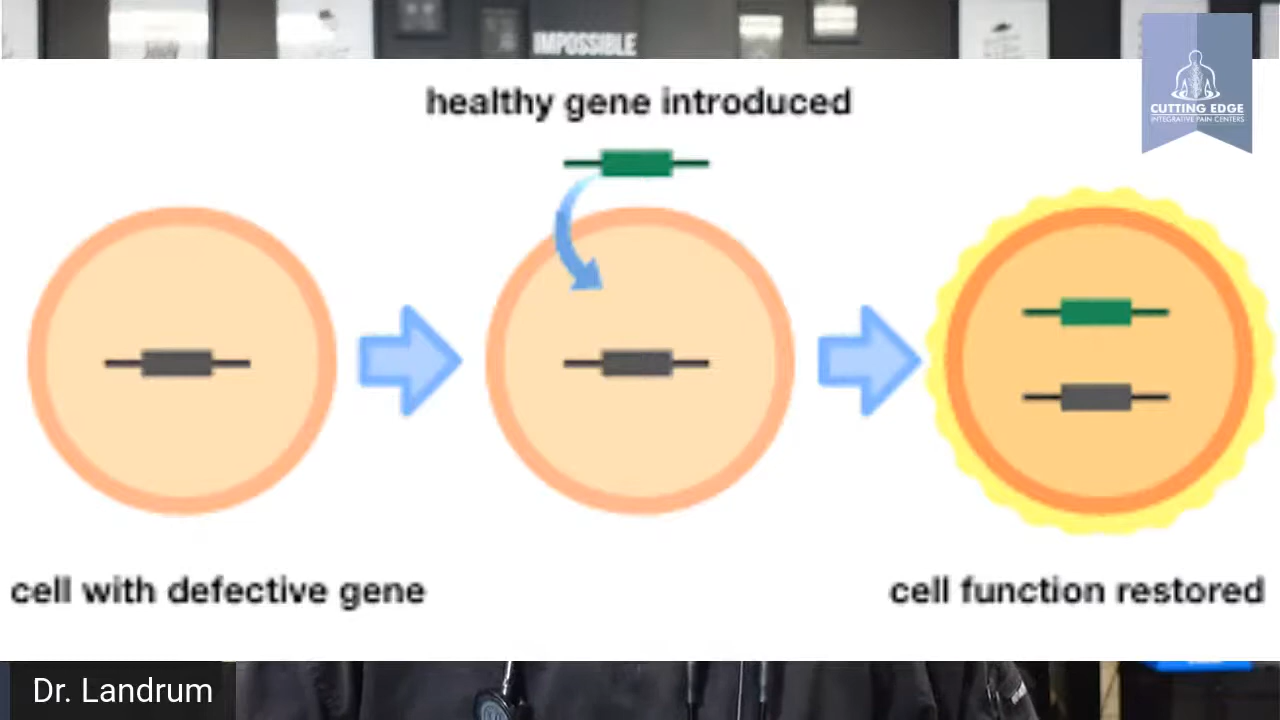 IMPOSSIBLE
healthy gene introduced
CUTTING EDGE
INTEGRATIVE PAIN CENTERS
cell with defective gene
cell function restored
Dr. Landrum